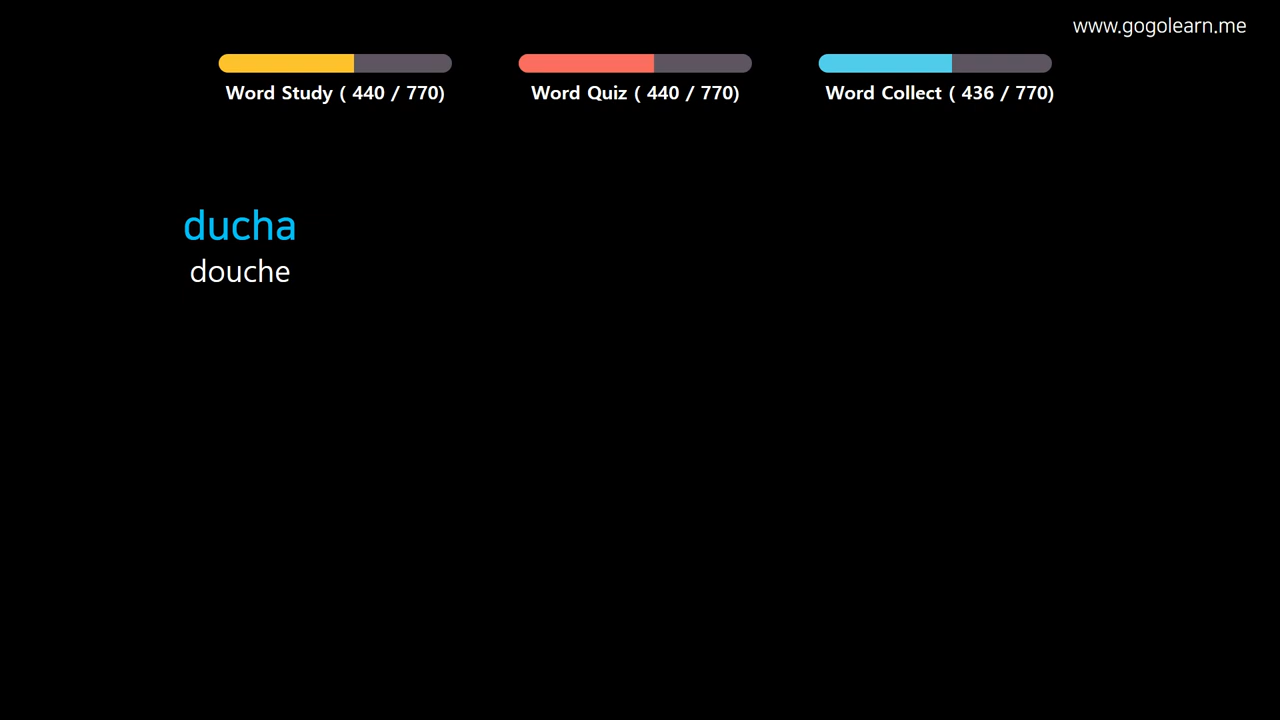 www.gogolearn.me
Word Study ( 440 / 770)
Word Quiz ( 440 / 770)
Word Collect ( 436 / 770)
ducha
douche